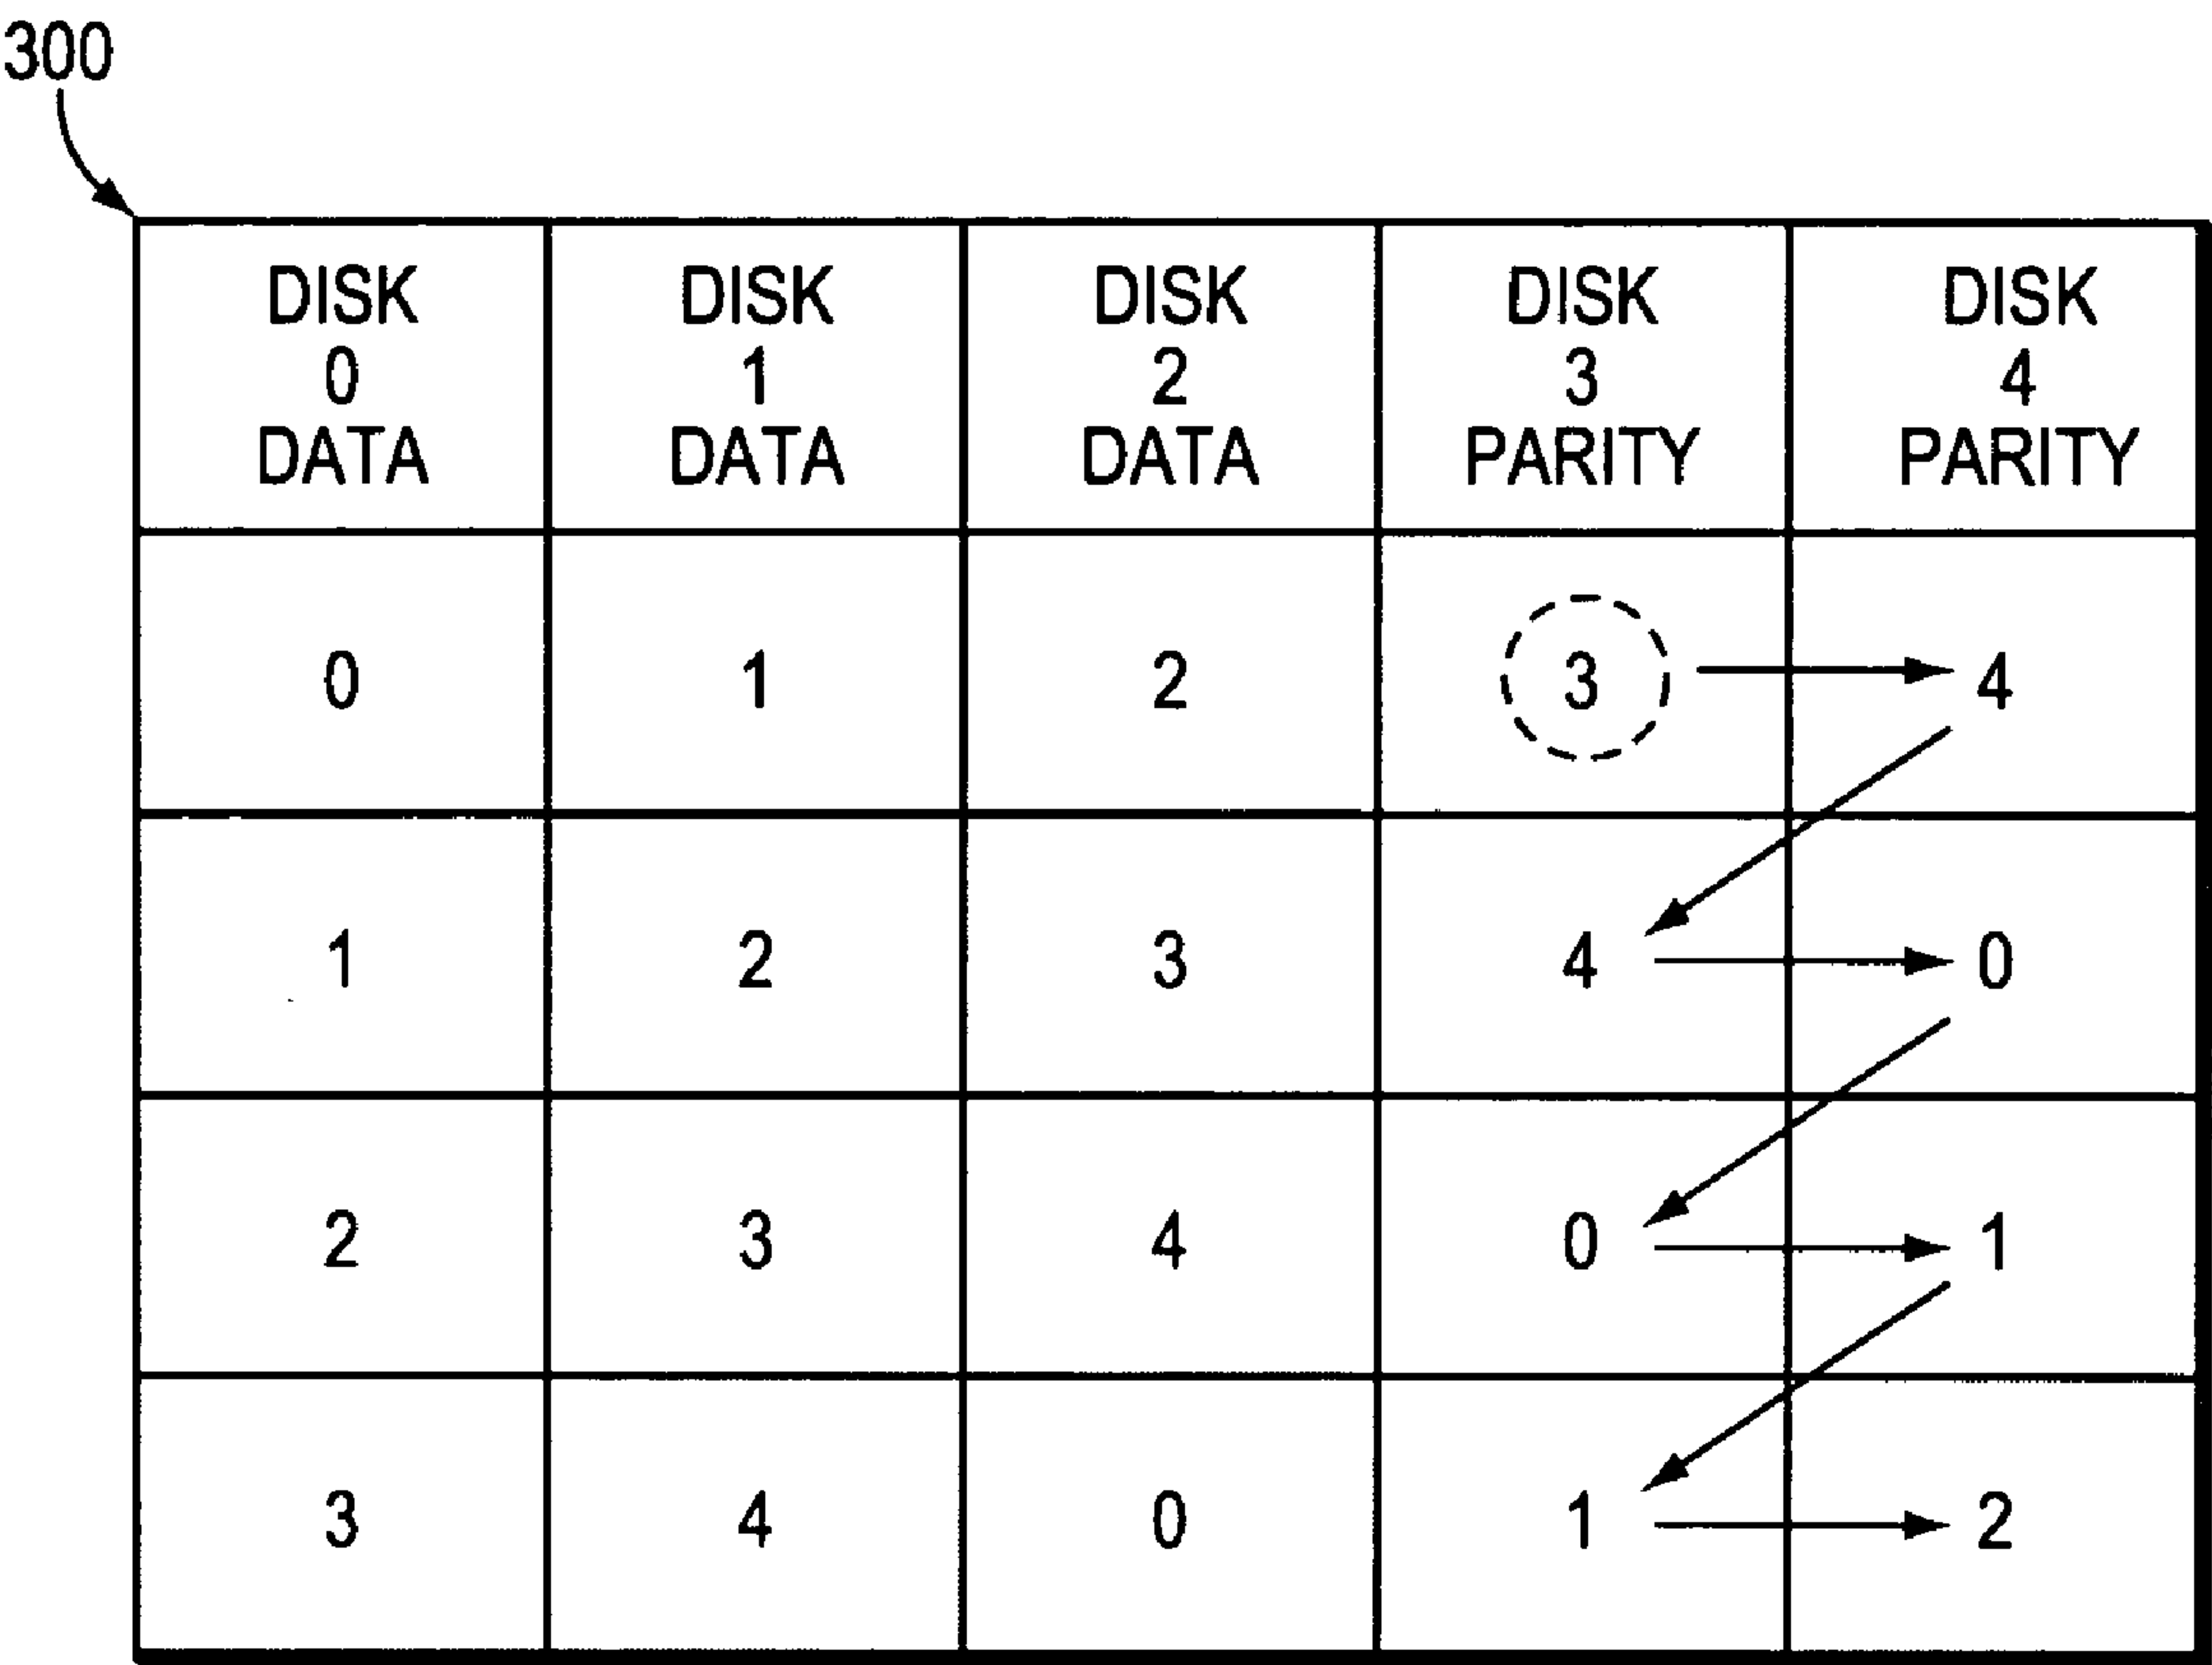 300
DISK DISK DISK DISK DISK
0 1 2 3 4
DATA DATA DATA PARITY PARITY
0 1 2 3 4
1 2 3 4 0
2 3 4 0 1
3 4 0 1 2